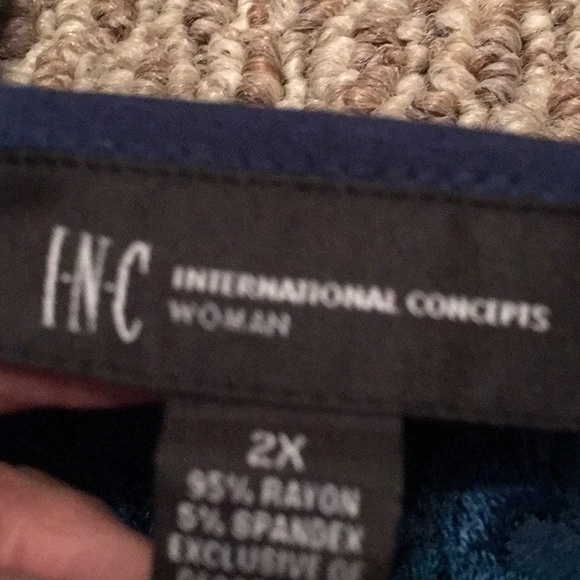 I·N·C INTERNATIONAL CONCEPTS
WOMAN
2X
95% RAYON
5% SPANDEX
EXCLUSIVE OF